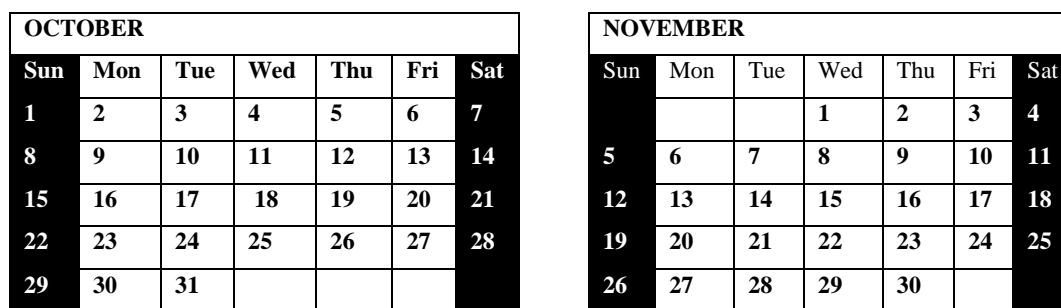 OCTOBER
Sun Mon Tue Wed Thu Fri Sat
1 2 3 4 5 6 7
8 9 10 11 12 13 14
15 16 17 18 19 20 21
22 23 24 25 26 27 28
29 30 31
NOVEMBER
Sun Mon Tue Wed Thu Fri Sat
1 2 3 4
5 6 7 8 9 10 11
12 13 14 15 16 17 18
19 20 21 22 23 24 25
26 27 28 29 30